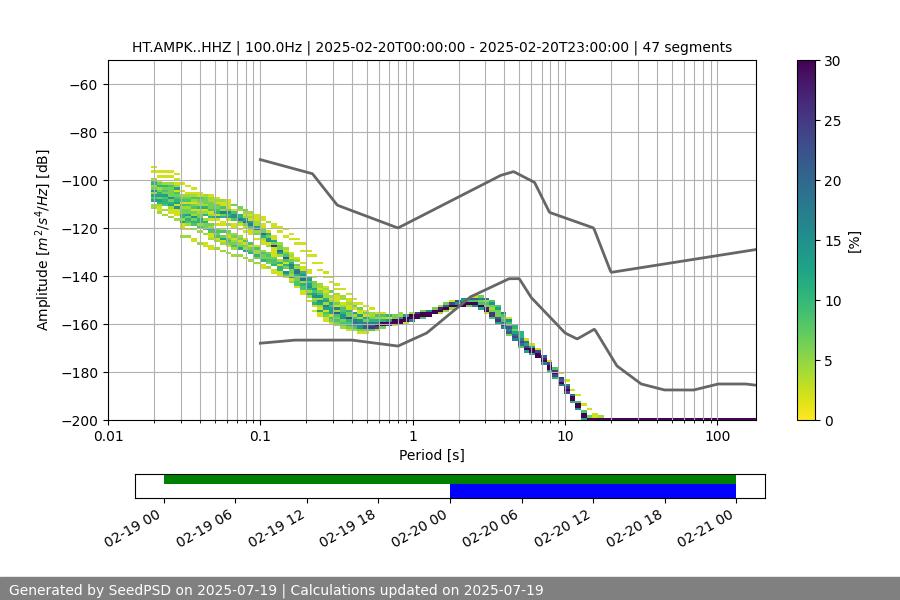 HT.AMPK..HHZ | 100.0Hz | 2025-02-20T00:00:00 - 2025-02-20T23:00:00 | 47 segments
Amplitude [m²/s⁴/Hz] [dB]
−60
−80
−100
−120
−140
−160
−180
−200
0.01 0.1 1 10 100
Period [s]
30
25
20
15
10
5
0
[%]
02-19 00 02-19 06 02-19 12 02-19 18 02-20 00 02-20 06 02-20 12 02-20 18 02-21 00
Generated by SeedPSD on 2025-07-19 | Calculations updated on 2025-07-19